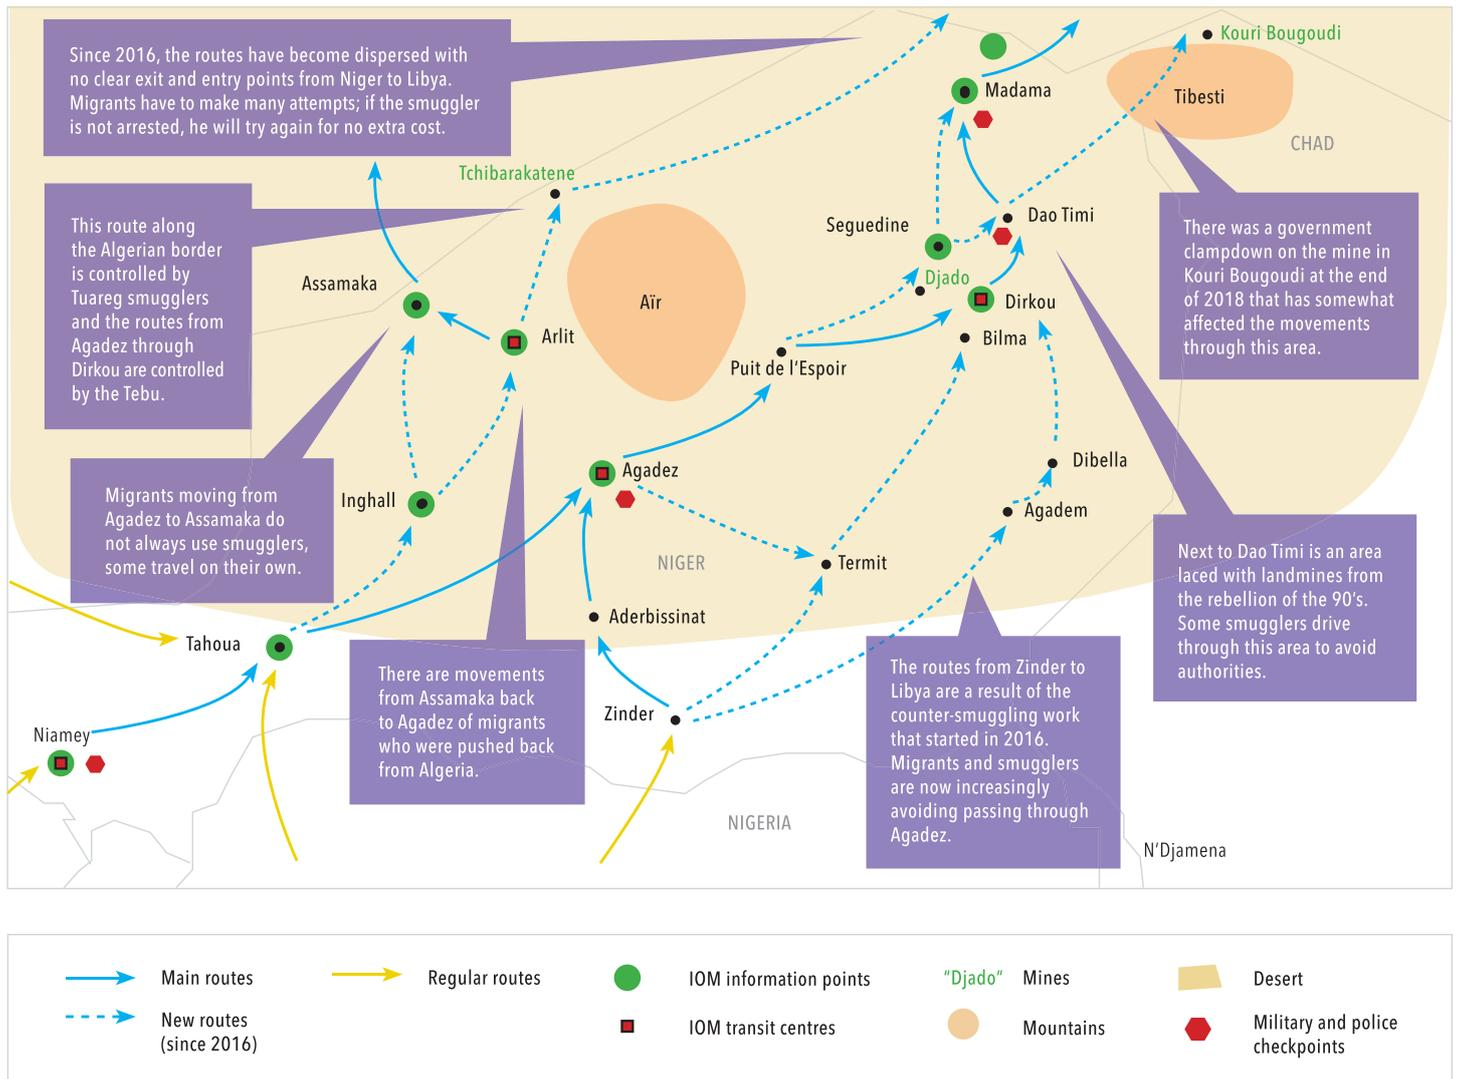 Since 2016, the routes have become dispersed with
no clear exit and entry points from Niger to Libya.
Migrants have to make many attempts; if the smuggler
is not arrested, he will try again for no extra cost.
Kouri Bougoudi
Madama
Tibesti
CHAD
Tchibarakatene
This route along
the Algerian border
is controlled by
Tuareg smugglers
and the routes from
Agadez through
Dirkou are controlled
by the Tebu.
Seguedine
Dao Timi
There was a government
clampdown on the mine in
Kouri Bougoudi at the end
of 2018 that has somewhat
affected the movements
through this area.
Assamaka
Aïr
Djado
Dirkou
Arlit
Bilma
Puit de l'Espoir
Migrants moving from
Agadez to Assamaka do
not always use smugglers,
some travel on their own.
Inghall
Agadez
Dibella
Agadem
NIGER
Termit
Next to Dao Timi is an area
laced with landmines from
the rebellion of the 90's.
Some smugglers drive
through this area to avoid
authorities.
Aderbissinat
Tahoua
There are movements
from Assamaka back
to Agadez of migrants
who were pushed back
from Algeria.
Zinder
The routes from Zinder to
Libya are a result of the
counter-smuggling work
that started in 2016.
Migrants and smugglers
are now increasingly
avoiding passing through
Agadez.
Niamey
NIGERIA
N'Djamena
Main routes
Regular routes
IOM information points
"Djado"
Mines
Desert
New routes
(since 2016)
IOM transit centres
Mountains
Military and police
checkpoints